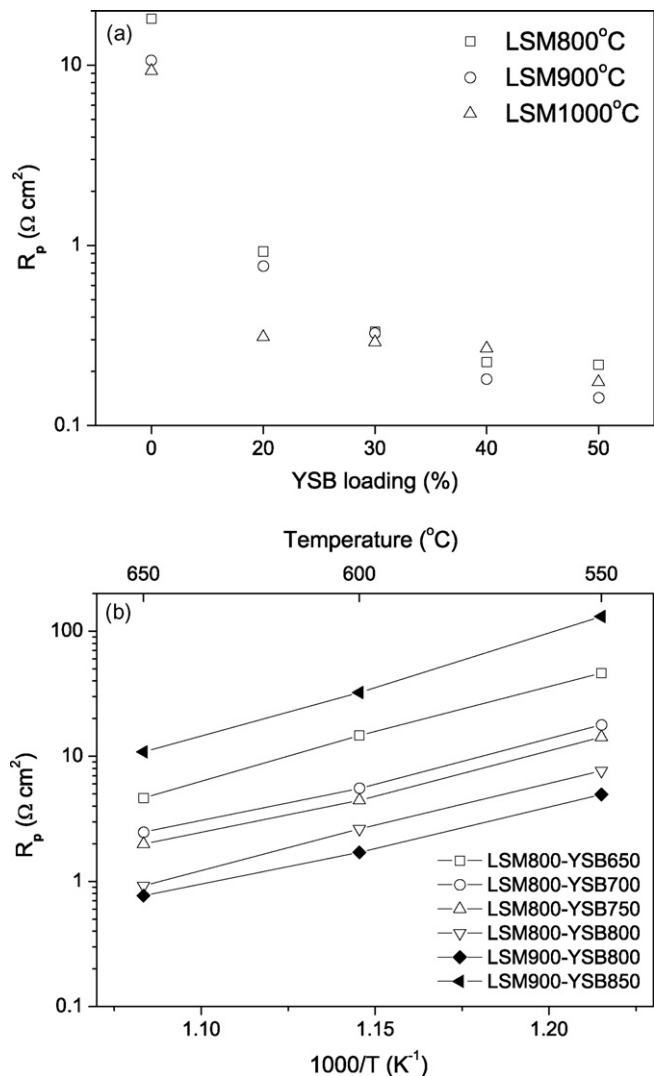 (a)
LSM800°C
LSM900°C
LSM1000°C
10
1
0.1
Rp (Ω cm²)
0 20 30 40 50
YSB loading (%)
Temperature (°C)
650 600 550
(b)
100
10
1
0.1
Rp (Ω cm²)
LSM800-YSB650
LSM800-YSB700
LSM800-YSB750
LSM800-YSB800
LSM900-YSB800
LSM900-YSB850
1.10 1.15 1.20
1000/T (K⁻¹)